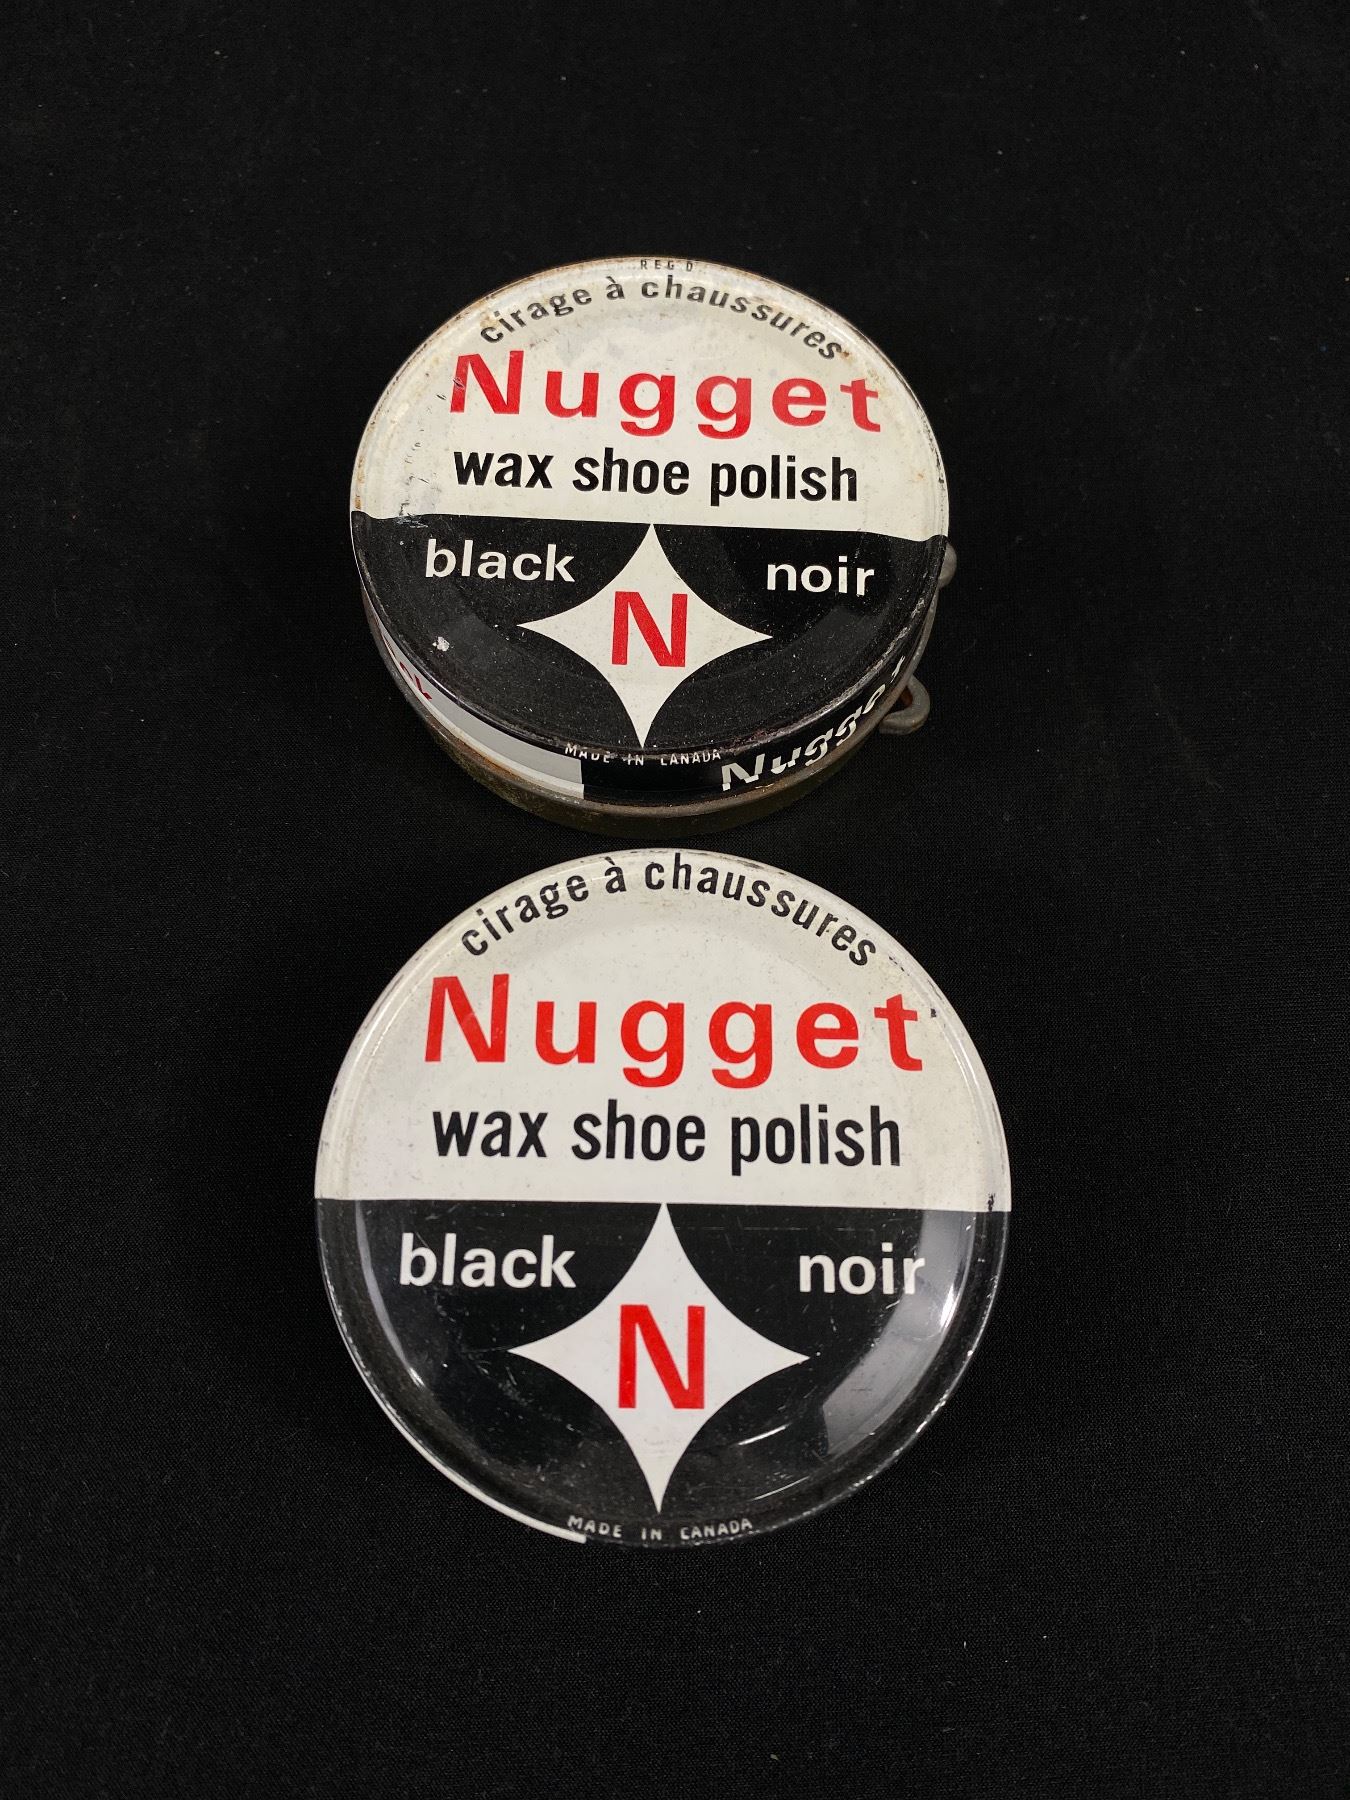 REG'D
cirage à chaussures
Nugget
wax shoe polish
black noir
N
MADE IN CANADA
Nugget
cirage à chaussures
Nugget
wax shoe polish
black noir
N
MADE IN CANADA